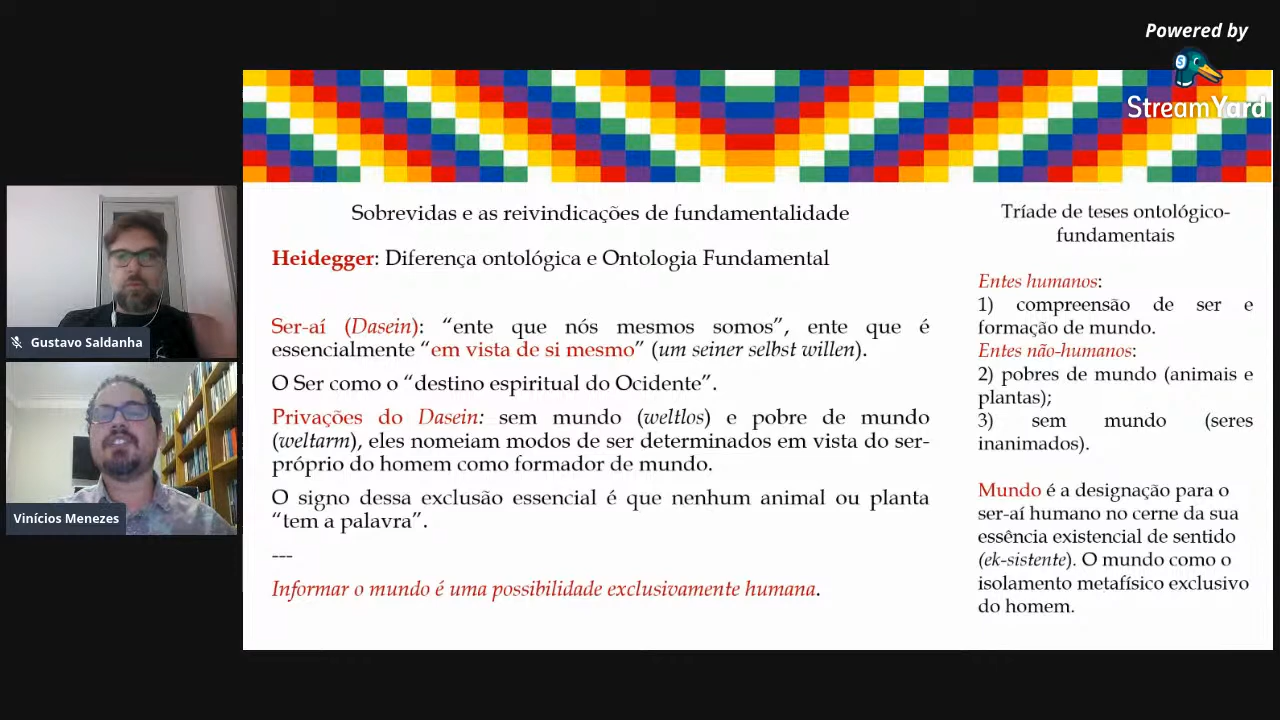 Powered by
StreamYard
Sobrevidas e as reivindicações de fundamentalidade
Heidegger: Diferença ontológica e Ontologia Fundamental
Ser-aí (Dasein): “ente que nós mesmos somos”, ente que é
essencialmente “em vista de si mesmo” (um seiner selbst willen).
O Ser como o “destino espiritual do Ocidente”.
Privações do Dasein: sem mundo (weltlos) e pobre de mundo
(weltarm), eles nomeiam modos de ser determinados em vista do ser-
próprio do homem como formador de mundo.
O signo dessa exclusão essencial é que nenhum animal ou planta
“tem a palavra”.
---
Informar o mundo é uma possibilidade exclusivamente humana.
Tríade de teses ontológico-
fundamentais
Entes humanos:
1) compreensão de ser e
formação de mundo.
Entes não-humanos:
2) pobres de mundo (animais e
plantas);
3) sem mundo (seres
inanimados).
Mundo é a designação para o
ser-aí humano no cerne da sua
essência existencial de sentido
(ek-sistente). O mundo como o
isolamento metafísico exclusivo
do homem.
Gustavo Saldanha
Vinícios Menezes